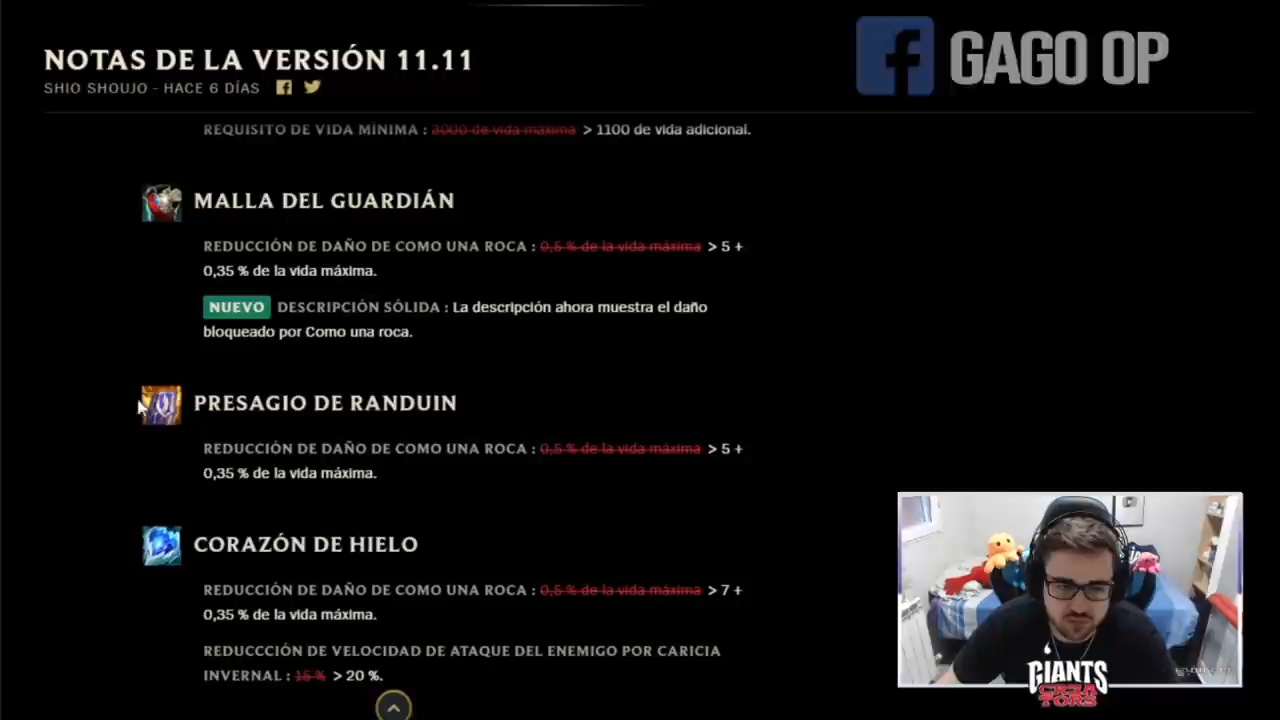 NOTAS DE LA VERSIÓN 11.11
SHIO SHOUJO - HACE 6 DÍAS
f GAGO OP
REQUISITO DE VIDA MÍNIMA : 3000 de vida máxima > 1100 de vida adicional.
MALLA DEL GUARDIÁN
REDUCCIÓN DE DAÑO DE COMO UNA ROCA : 0,5 % de la vida máxima > 5 +
0,35 % de la vida máxima.
NUEVO DESCRIPCIÓN SÓLIDA : La descripción ahora muestra el daño
bloqueado por Como una roca.
PRESAGIO DE RANDUIN
REDUCCIÓN DE DAÑO DE COMO UNA ROCA : 0,5 % de la vida máxima > 5 +
0,35 % de la vida máxima.
CORAZÓN DE HIELO
REDUCCIÓN DE DAÑO DE COMO UNA ROCA : 0,5 % de la vida máxima > 7 +
0,35 % de la vida máxima.
REDUCCCIÓN DE VELOCIDAD DE ATAQUE DEL ENEMIGO POR CARICIA
INVERNAL : 15 % > 20 %.
GIANTS
CREA
TORS